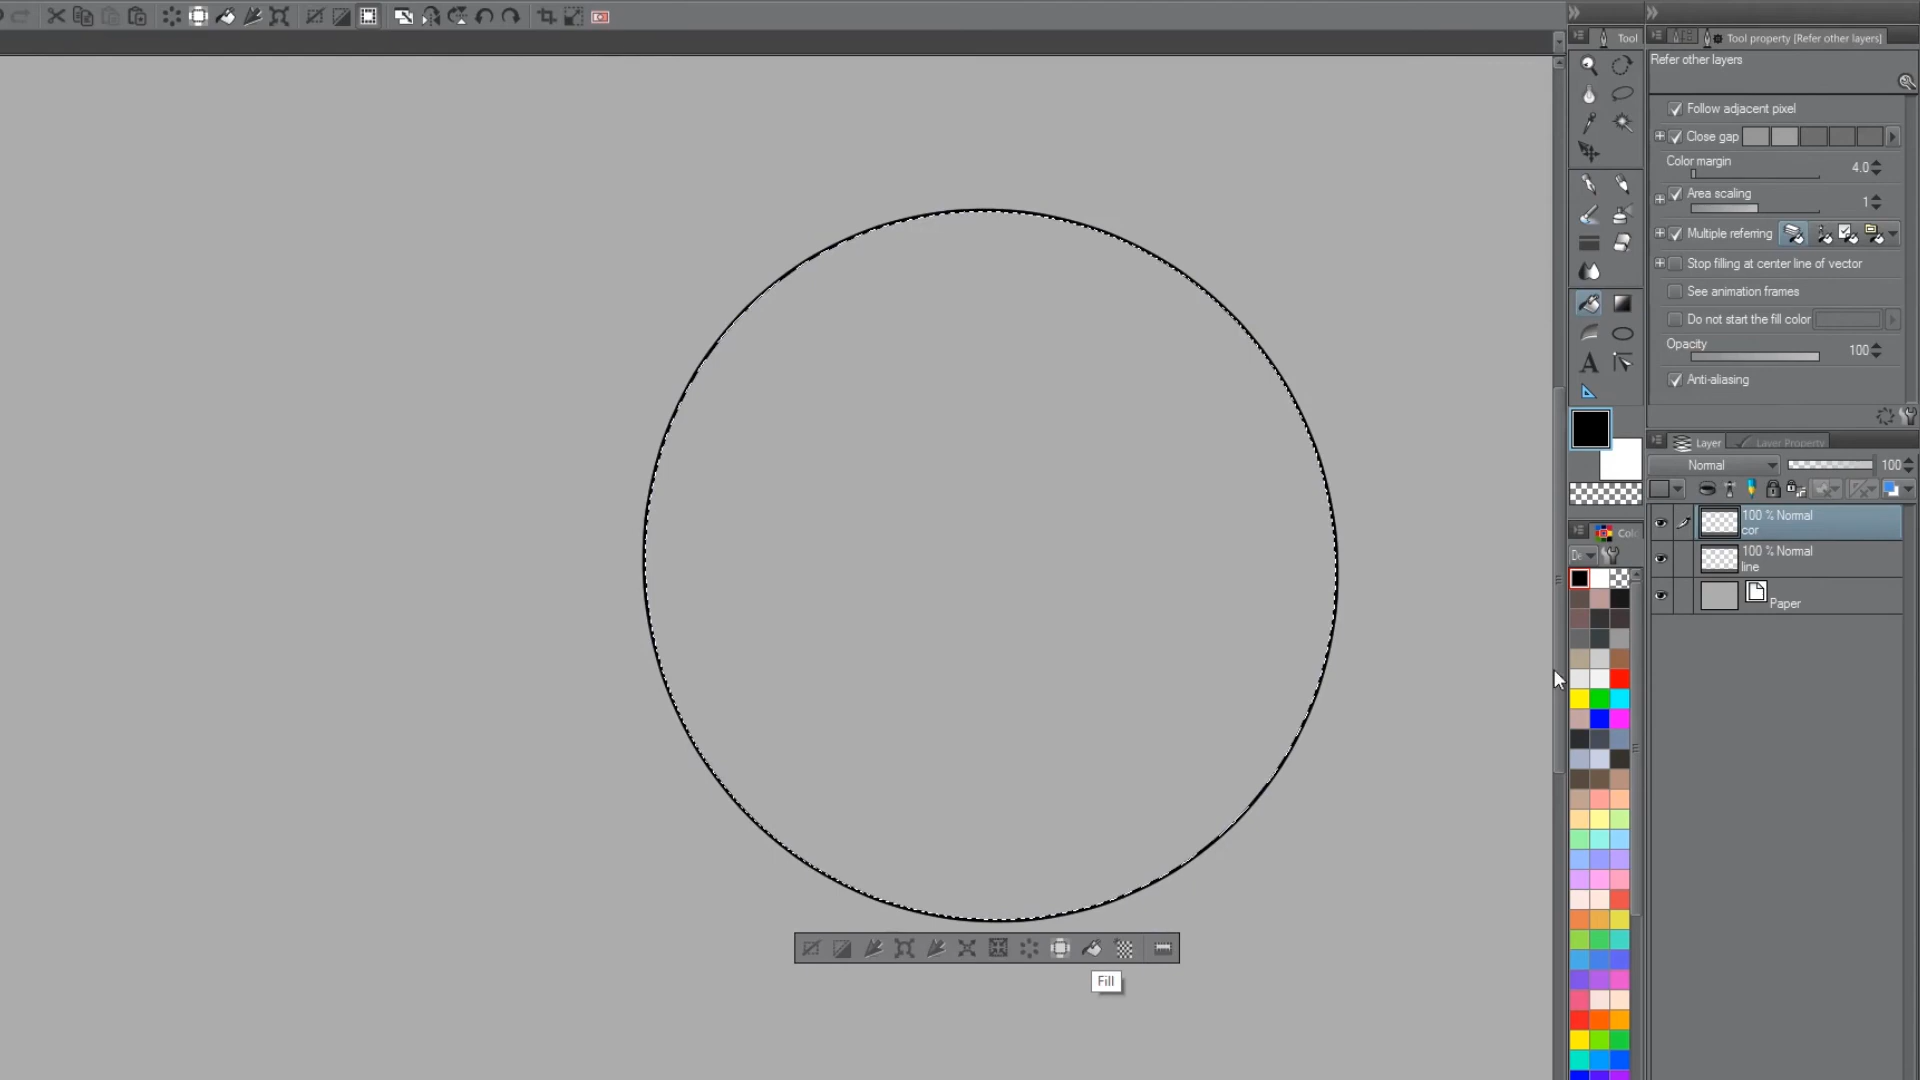 Tool
Tool property [Refer other layers]
Refer other layers
Follow adjacent pixel
Close gap
Color margin
4.0
Area scaling
1
Multiple referring
Stop filling at center line of vector
See animation frames
Do not start the fill color
Opacity
100
Anti-aliasing
Layer
Layer Property
Normal
100
100 % Normal
cor
100 % Normal
line
Paper
Colo
De
Fill